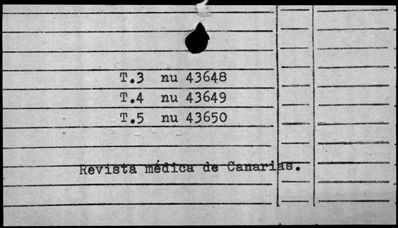 T.3 nu 43648
T.4 nu 43649
T.5 nu 43650
Revista médica de Canarias.